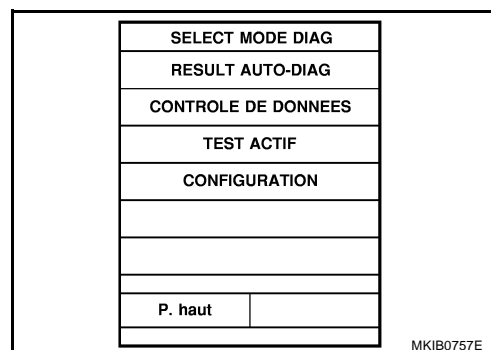 SELECT MODE DIAG
RESULT AUTO-DIAG
CONTROLE DE DONNEES
TEST ACTIF
CONFIGURATION
P. haut
MKIB0757E